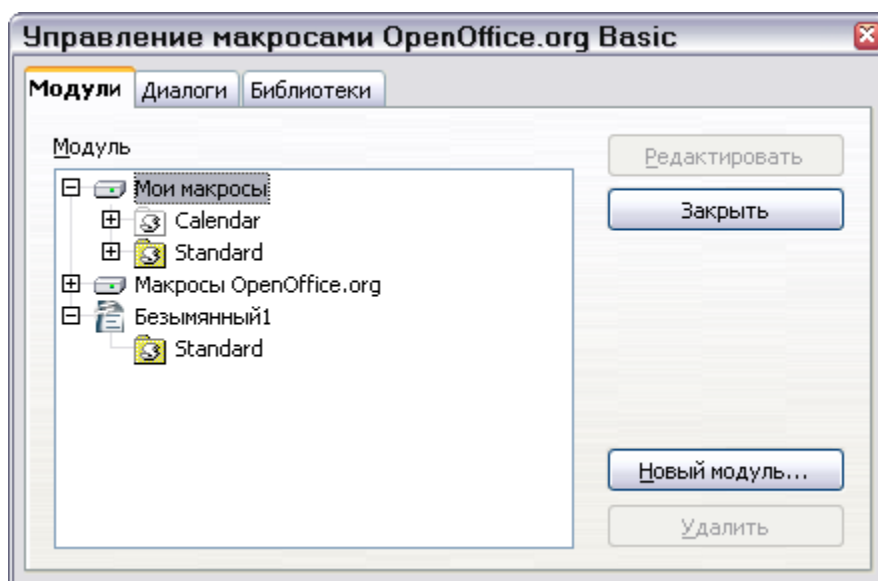 Управление макросами OpenOffice.org Basic
Модули Диалоги Библиотеки
Модуль
Редактировать
Мои макросы
Закрыть
Calendar
Standard
Макросы OpenOffice.org
Безымянный1
Standard
Новый модуль...
Удалить